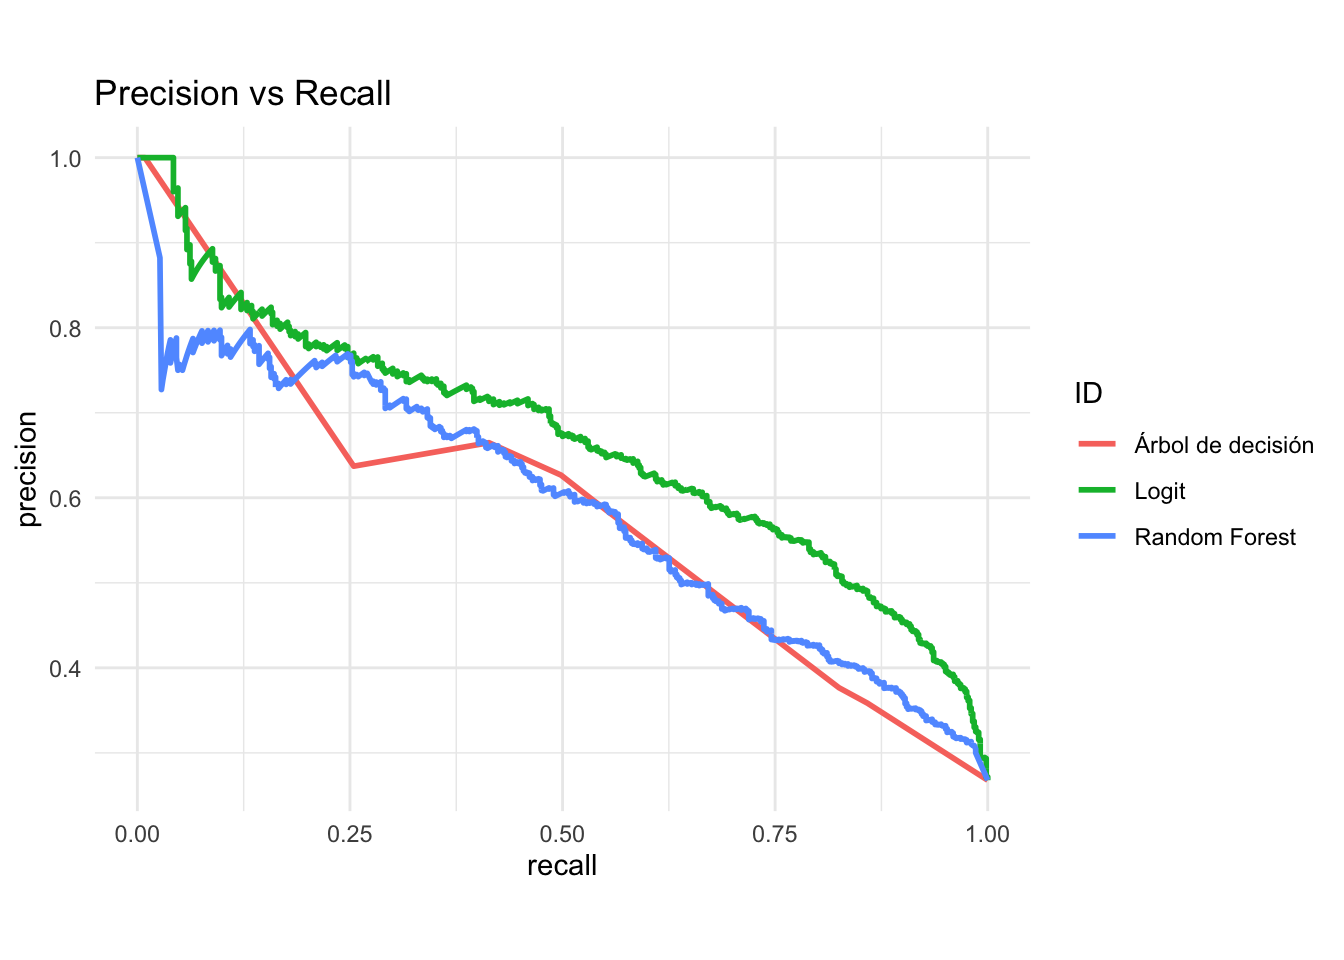 Precision vs Recall
1.0
0.8
0.6
0.4
precision
0.00
0.25
0.50
0.75
1.00
recall
ID
Árbol de decisión
Logit
Random Forest